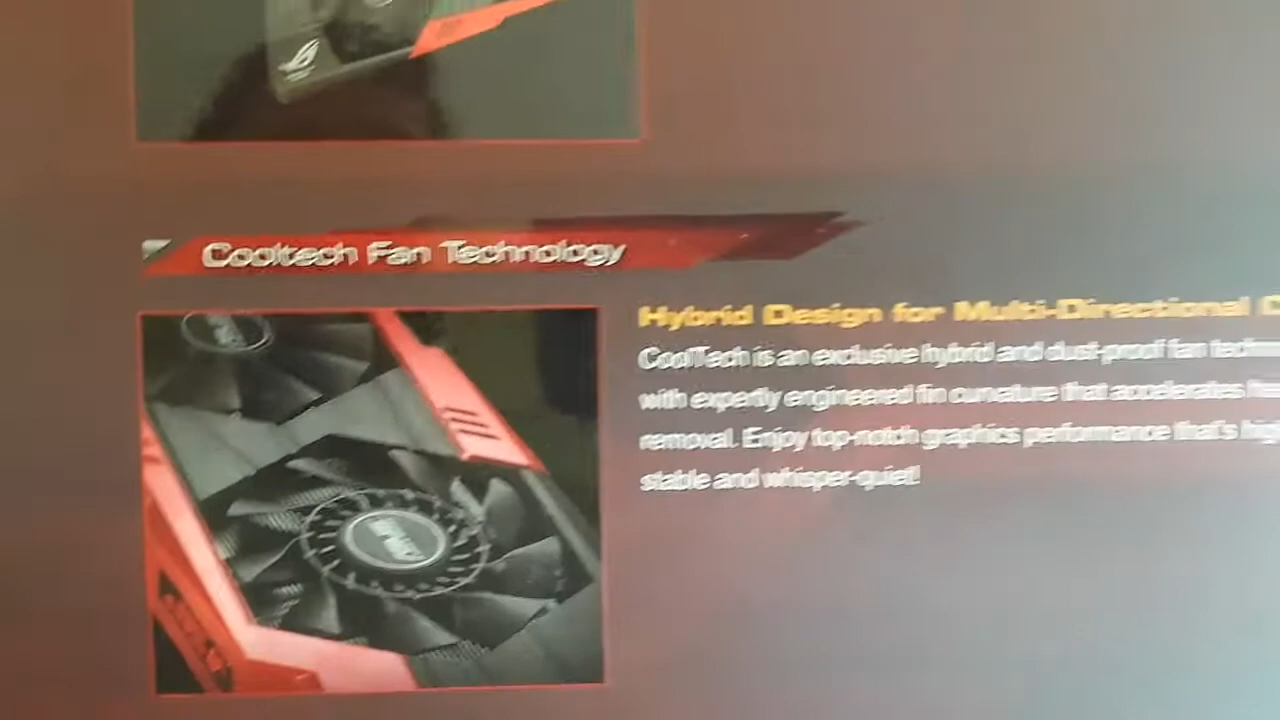 Cooltech Fan Technology
Hybrid Design for Multi-Directional
CoolTech is an exclusive hybrid and dust-proof fan
with expertly engineered fin curvature that accelerates
removal. Enjoy top-notch graphics performance that's
stable and whisper-quiet!